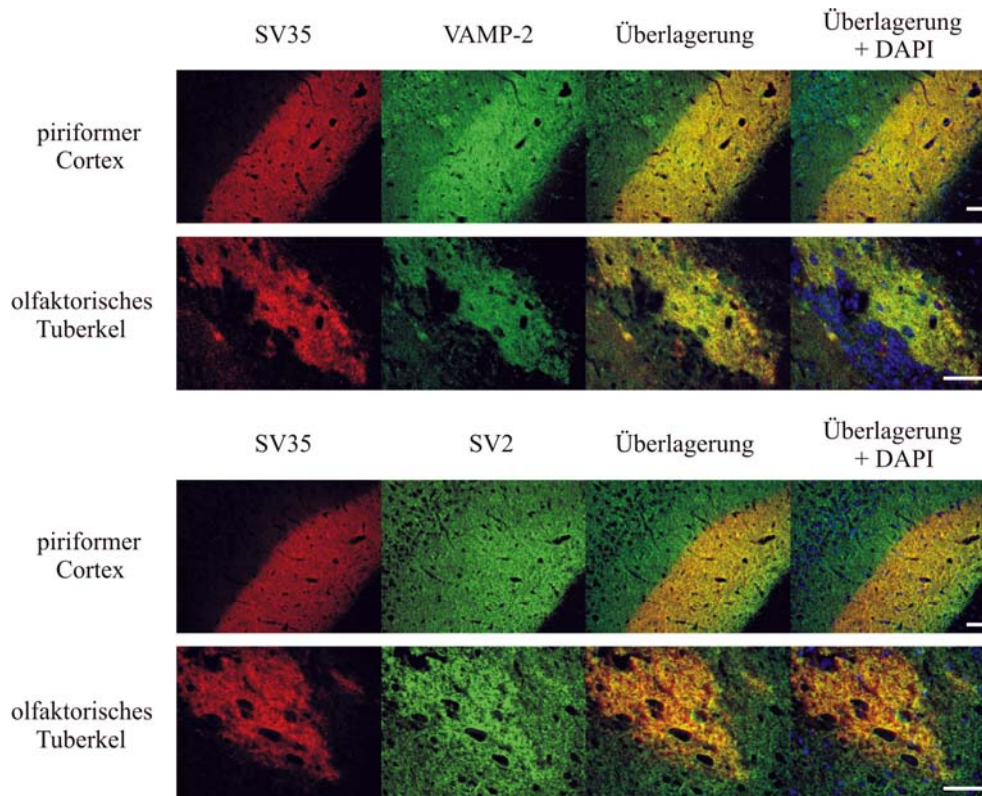 SV35 VAMP-2 Überlagerung Überlagerung
+ DAPI
piriformer
Cortex
olfaktorisches
Tuberkel
SV35 SV2 Überlagerung Überlagerung
+ DAPI
piriformer
Cortex
olfaktorisches
Tuberkel